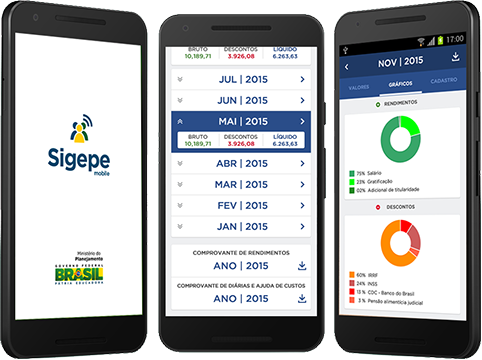 Sigepe
mobile
Ministério do
Planejamento
GOVERNO FEDERAL
BRASIL
PÁTRIA EDUCADORA
BRUTO DESCONTOS LÍQUIDO
10,189,71 3.926,08 6.263,63
JUL | 2015
JUN | 2015
MAI | 2015
BRUTO DESCONTOS LÍQUIDO
10,189,71 3.926,08 6.263,63
ABR | 2015
MAR | 2015
FEV | 2015
JAN | 2015
COMPROVANTE DE RENDIMENTOS
ANO | 2015
COMPROVANTE DE DIÁRIAS E AJUDA DE CUSTOS
ANO | 2015
17:00
NOV | 2015
VALORES GRÁFICOS CADASTRO
RENDIMENTOS
75% Salário
23% Gratificação
02% Adicional de titularidade
DESCONTOS
60% IRRF
24% INSS
13 % CDC - Banco do Brasil
3 % Pensão alimentícia judicial